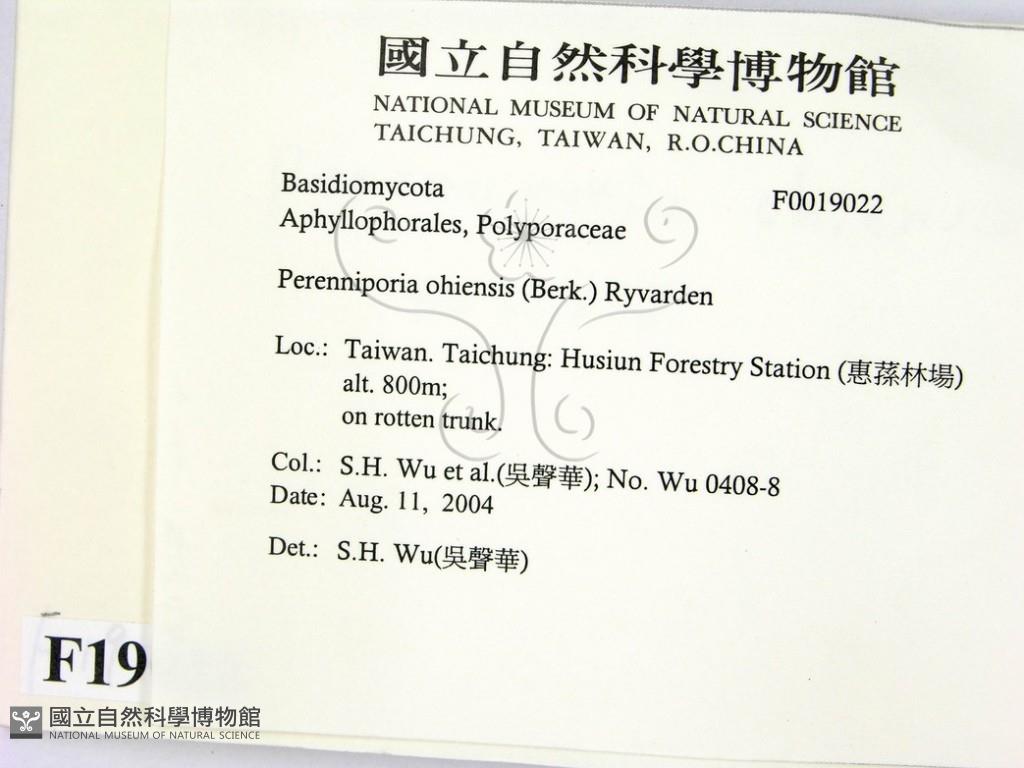 國立自然科學博物館
NATIONAL MUSEUM OF NATURAL SCIENCE
TAICHUNG, TAIWAN, R.O.CHINA
Basidiomycota F0019022
Aphyllophorales, Polyporaceae
Perenniporia ohiensis (Berk.) Ryvarden
Loc.: Taiwan. Taichung: Husiun Forestry Station (惠蓀林場)
alt. 800m;
on rotten trunk.
Col.: S.H. Wu et al.(吳聲華); No. Wu 0408-8
Date: Aug. 11, 2004
Det.: S.H. Wu(吳聲華)
F19
國立自然科學博物館
NATIONAL MUSEUM OF NATURAL SCIENCE